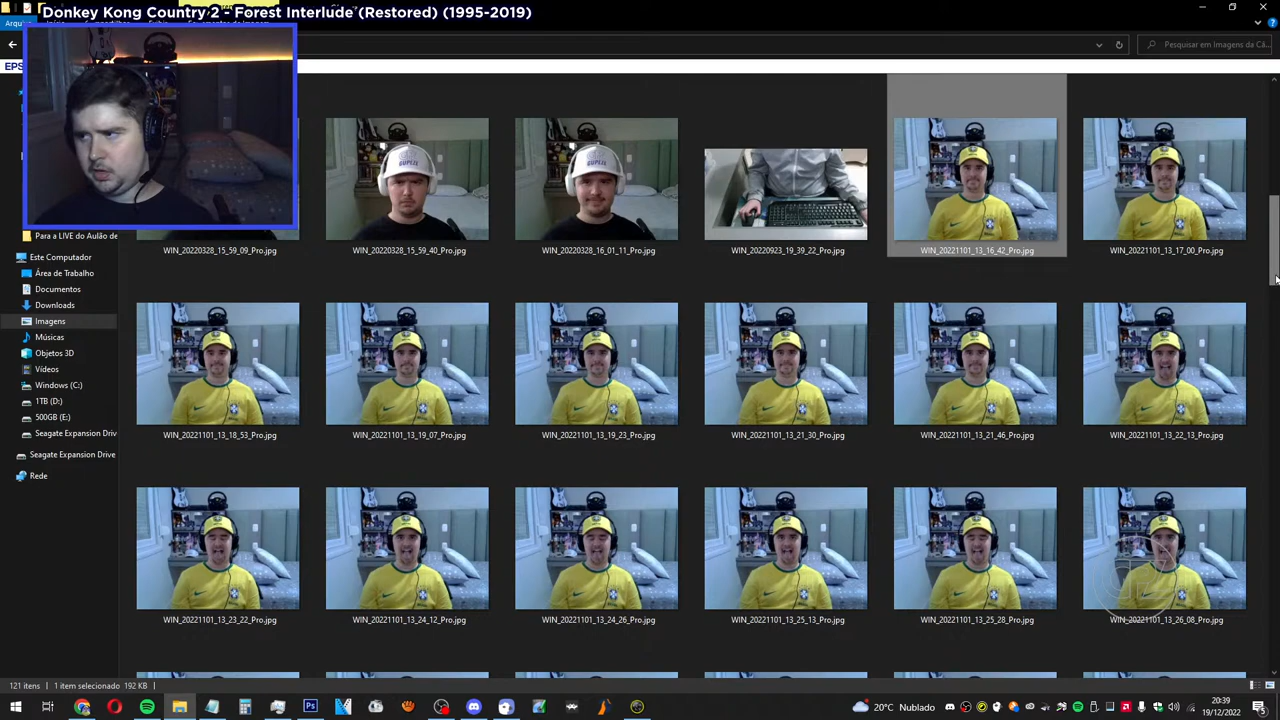 Donkey Kong Country 2 - Forest Interlude (Restored) (1995-2019)
Pesquisar em Imagens da Câ...
EPS
WIN_20220328_15_59_09_Pro.jpg
WIN_20220328_15_59_40_Pro.jpg
WIN_20220328_16_01_11_Pro.jpg
WIN_20220923_19_39_22_Pro.jpg
WIN_20221101_13_16_42_Pro.jpg
WIN_20221101_13_17_00_Pro.jpg
Para a LIVE do Aulão de
Este Computador
Área de Trabalho
Documentos
Downloads
Imagens
Músicas
Objetos 3D
Vídeos
Windows (C:)
1TB (D:)
500GB (E:)
Seagate Expansion Driv
Seagate Expansion Drive
Rede
WIN_20221101_13_18_53_Pro.jpg
WIN_20221101_13_19_07_Pro.jpg
WIN_20221101_13_19_23_Pro.jpg
WIN_20221101_13_21_30_Pro.jpg
WIN_20221101_13_21_46_Pro.jpg
WIN_20221101_13_22_13_Pro.jpg
WIN_20221101_13_23_22_Pro.jpg
WIN_20221101_13_24_12_Pro.jpg
WIN_20221101_13_24_26_Pro.jpg
WIN_20221101_13_25_13_Pro.jpg
WIN_20221101_13_25_28_Pro.jpg
WIN_20221101_13_26_08_Pro.jpg
121 itens
1 item selecionado 192 KB
20°C Nublado
20:39
19/12/2022